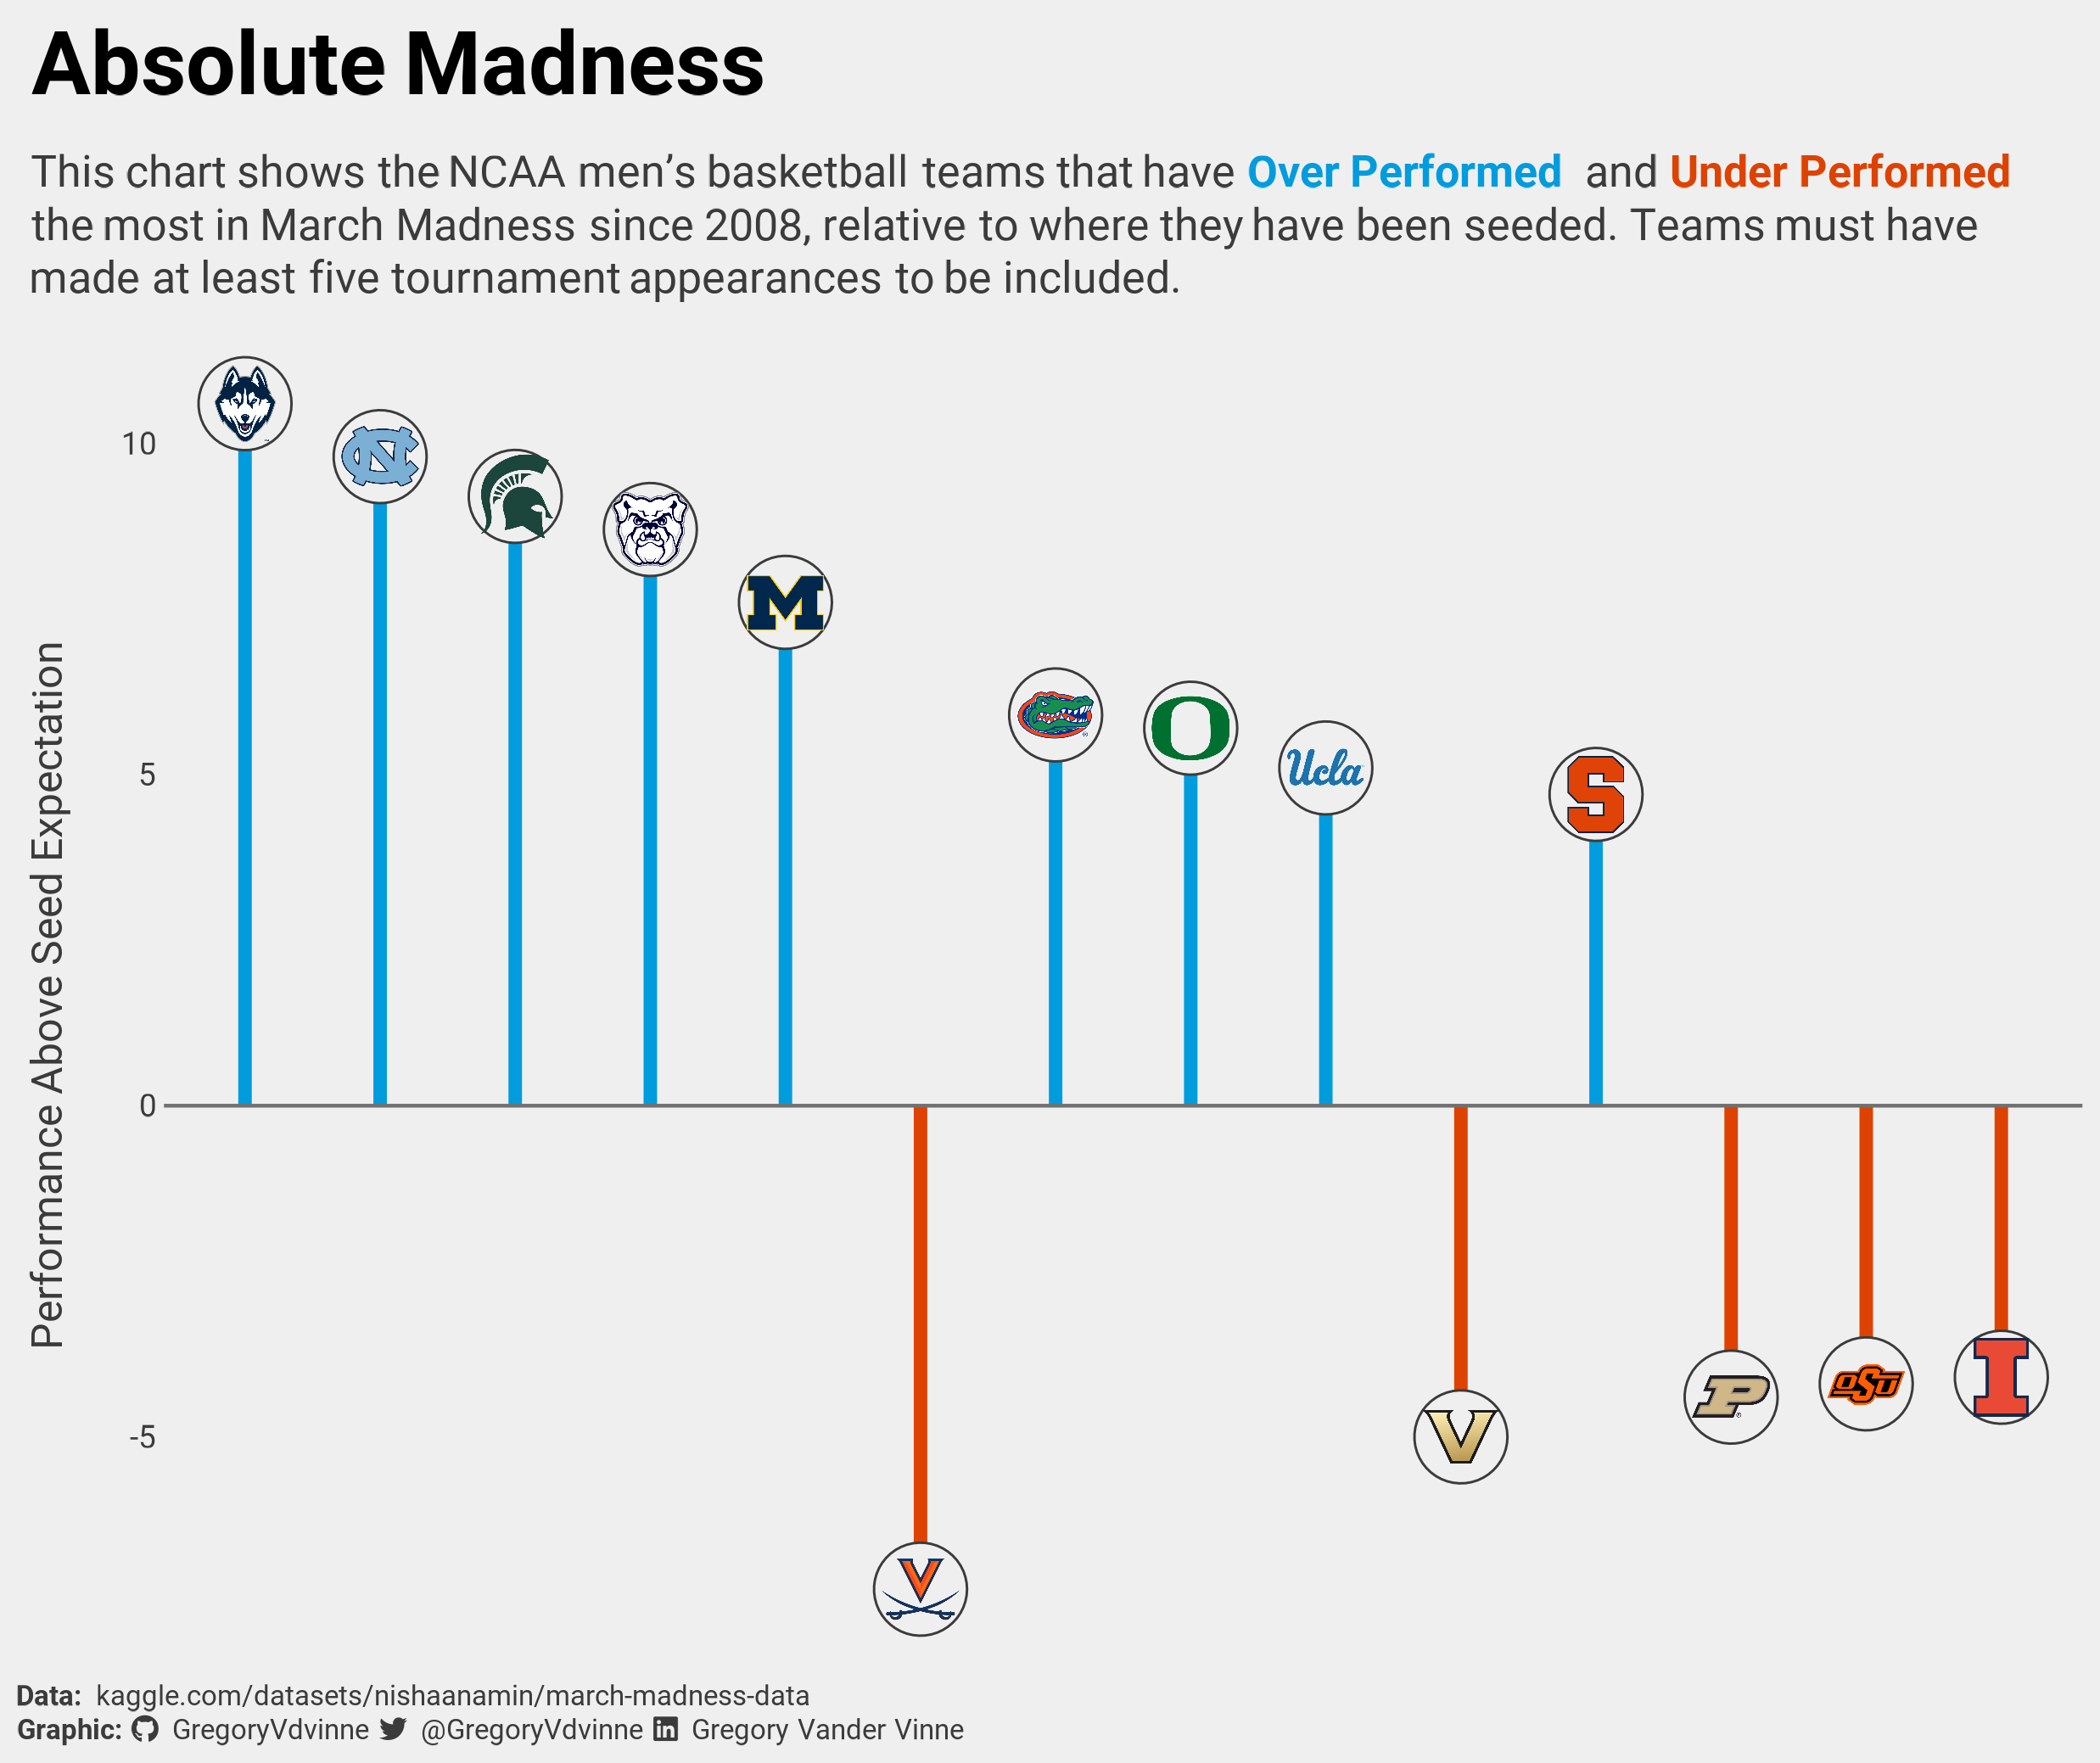 Absolute Madness
This chart shows the NCAA men’s basketball teams that have Over Performed and Under Performed
the most in March Madness since 2008, relative to where they have been seeded. Teams must have
made at least five tournament appearances to be included.
Performance Above Seed Expectation
10
5
0
-5
NC
M
O
Ucla
S
V
V
P
OSU
I
Data: kaggle.com/datasets/nishaanamin/march-madness-data
Graphic: GregoryVdvinne @GregoryVdvinne in Gregory Vander Vinne